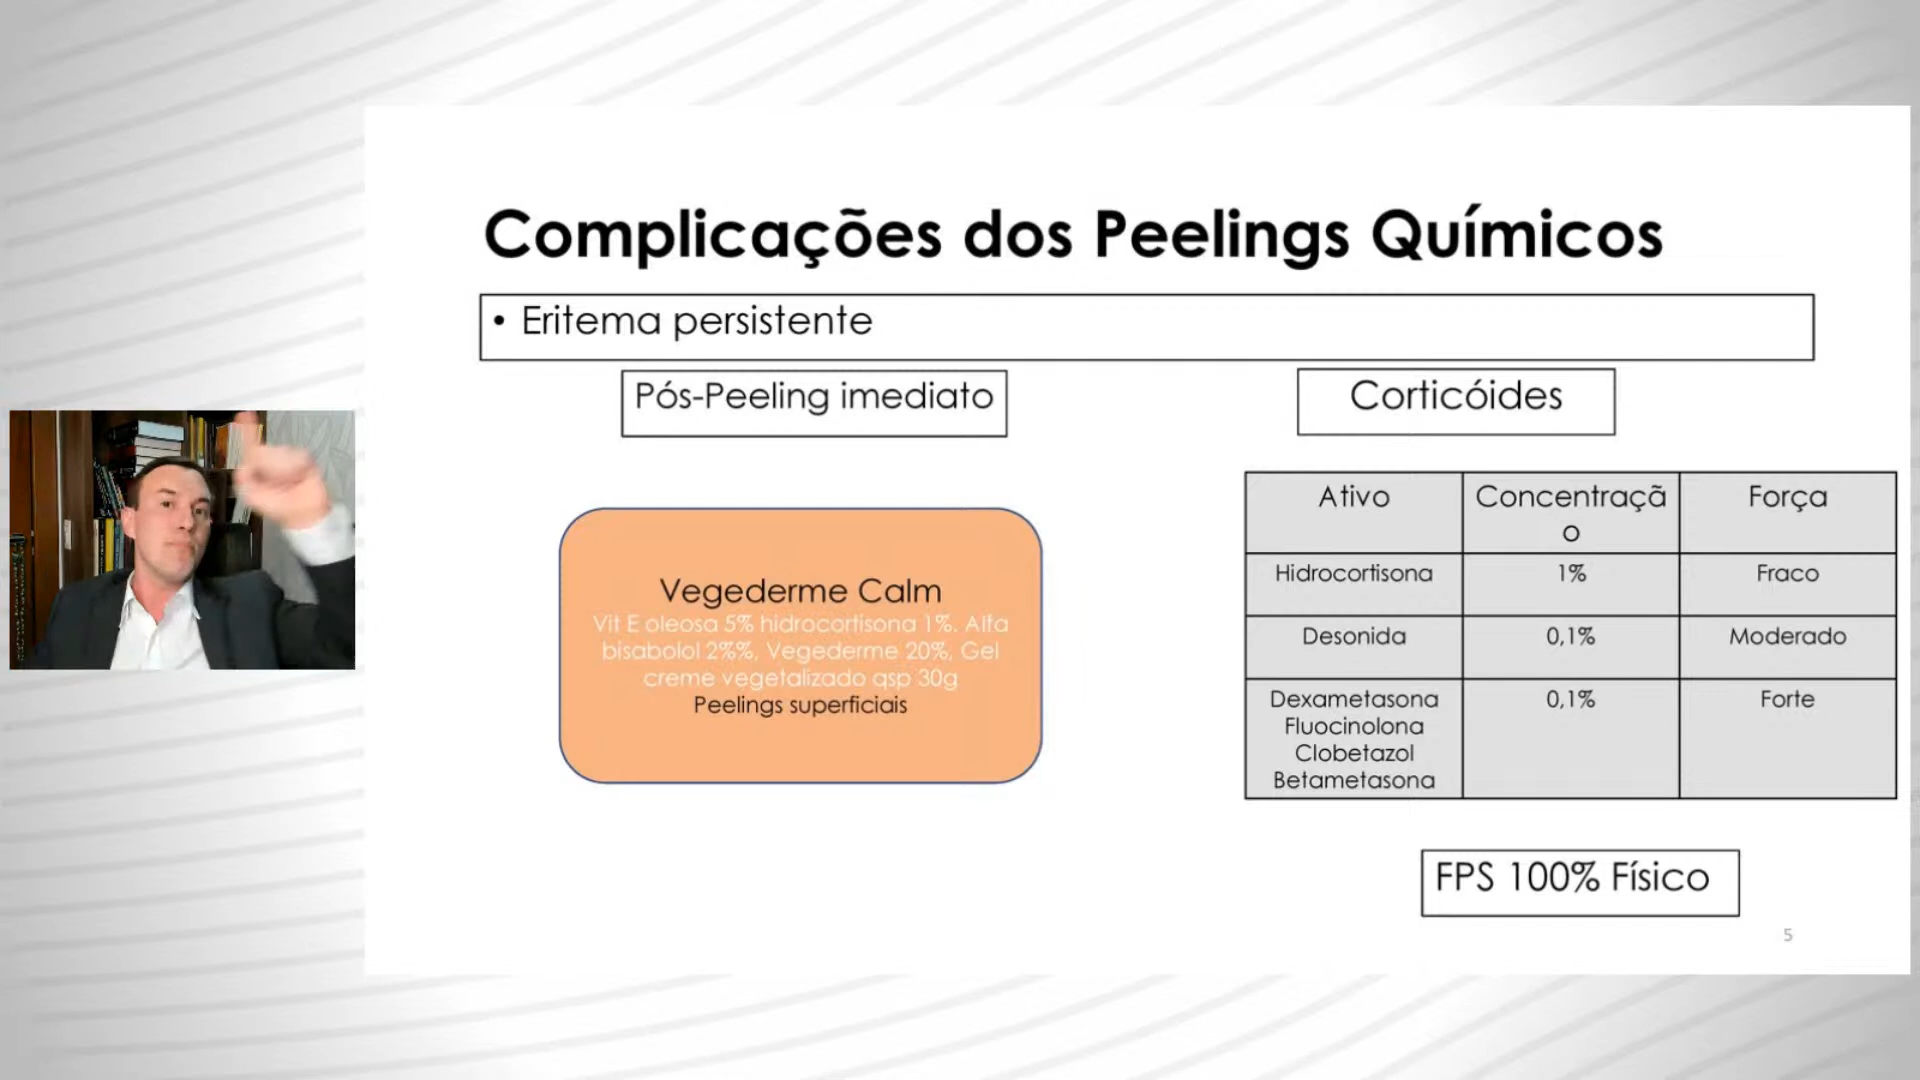 Complicações dos Peelings Químicos
• Eritema persistente
Pós-Peeling imediato
Corticóides
Vegederme Calm
Vit E oleosa 5% hidrocortisona 1%. Alfa
bisabolol 2%%, Vegederme 20%, Gel
creme vegetalizado qsp 30g
Peelings superficiais
Ativo
Concentraçã
o
Força
Hidrocortisona
1%
Fraco
Desonida
0,1%
Moderado
Dexametasona
Fluocinolona
Clobetazol
Betametasona
0,1%
Forte
FPS 100% Físico
5